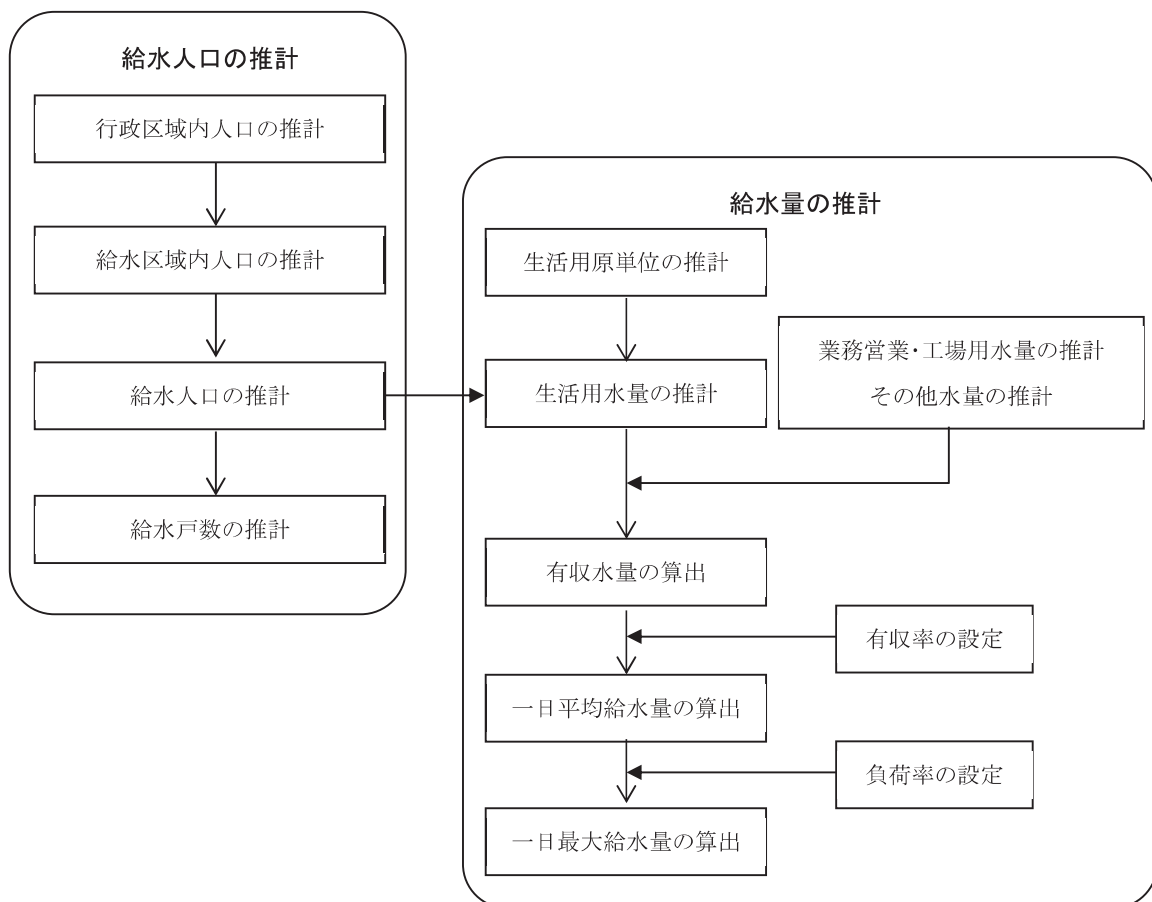 給水人口の推計
行政区域内人口の推計
給水区域内人口の推計
給水人口の推計
給水戸数の推計
給水量の推計
生活用原単位の推計
生活用水量の推計
業務営業・工場用水量の推計
その他水量の推計
有収水量の算出
有収率の設定
一日平均給水量の算出
負荷率の設定
一日最大給水量の算出